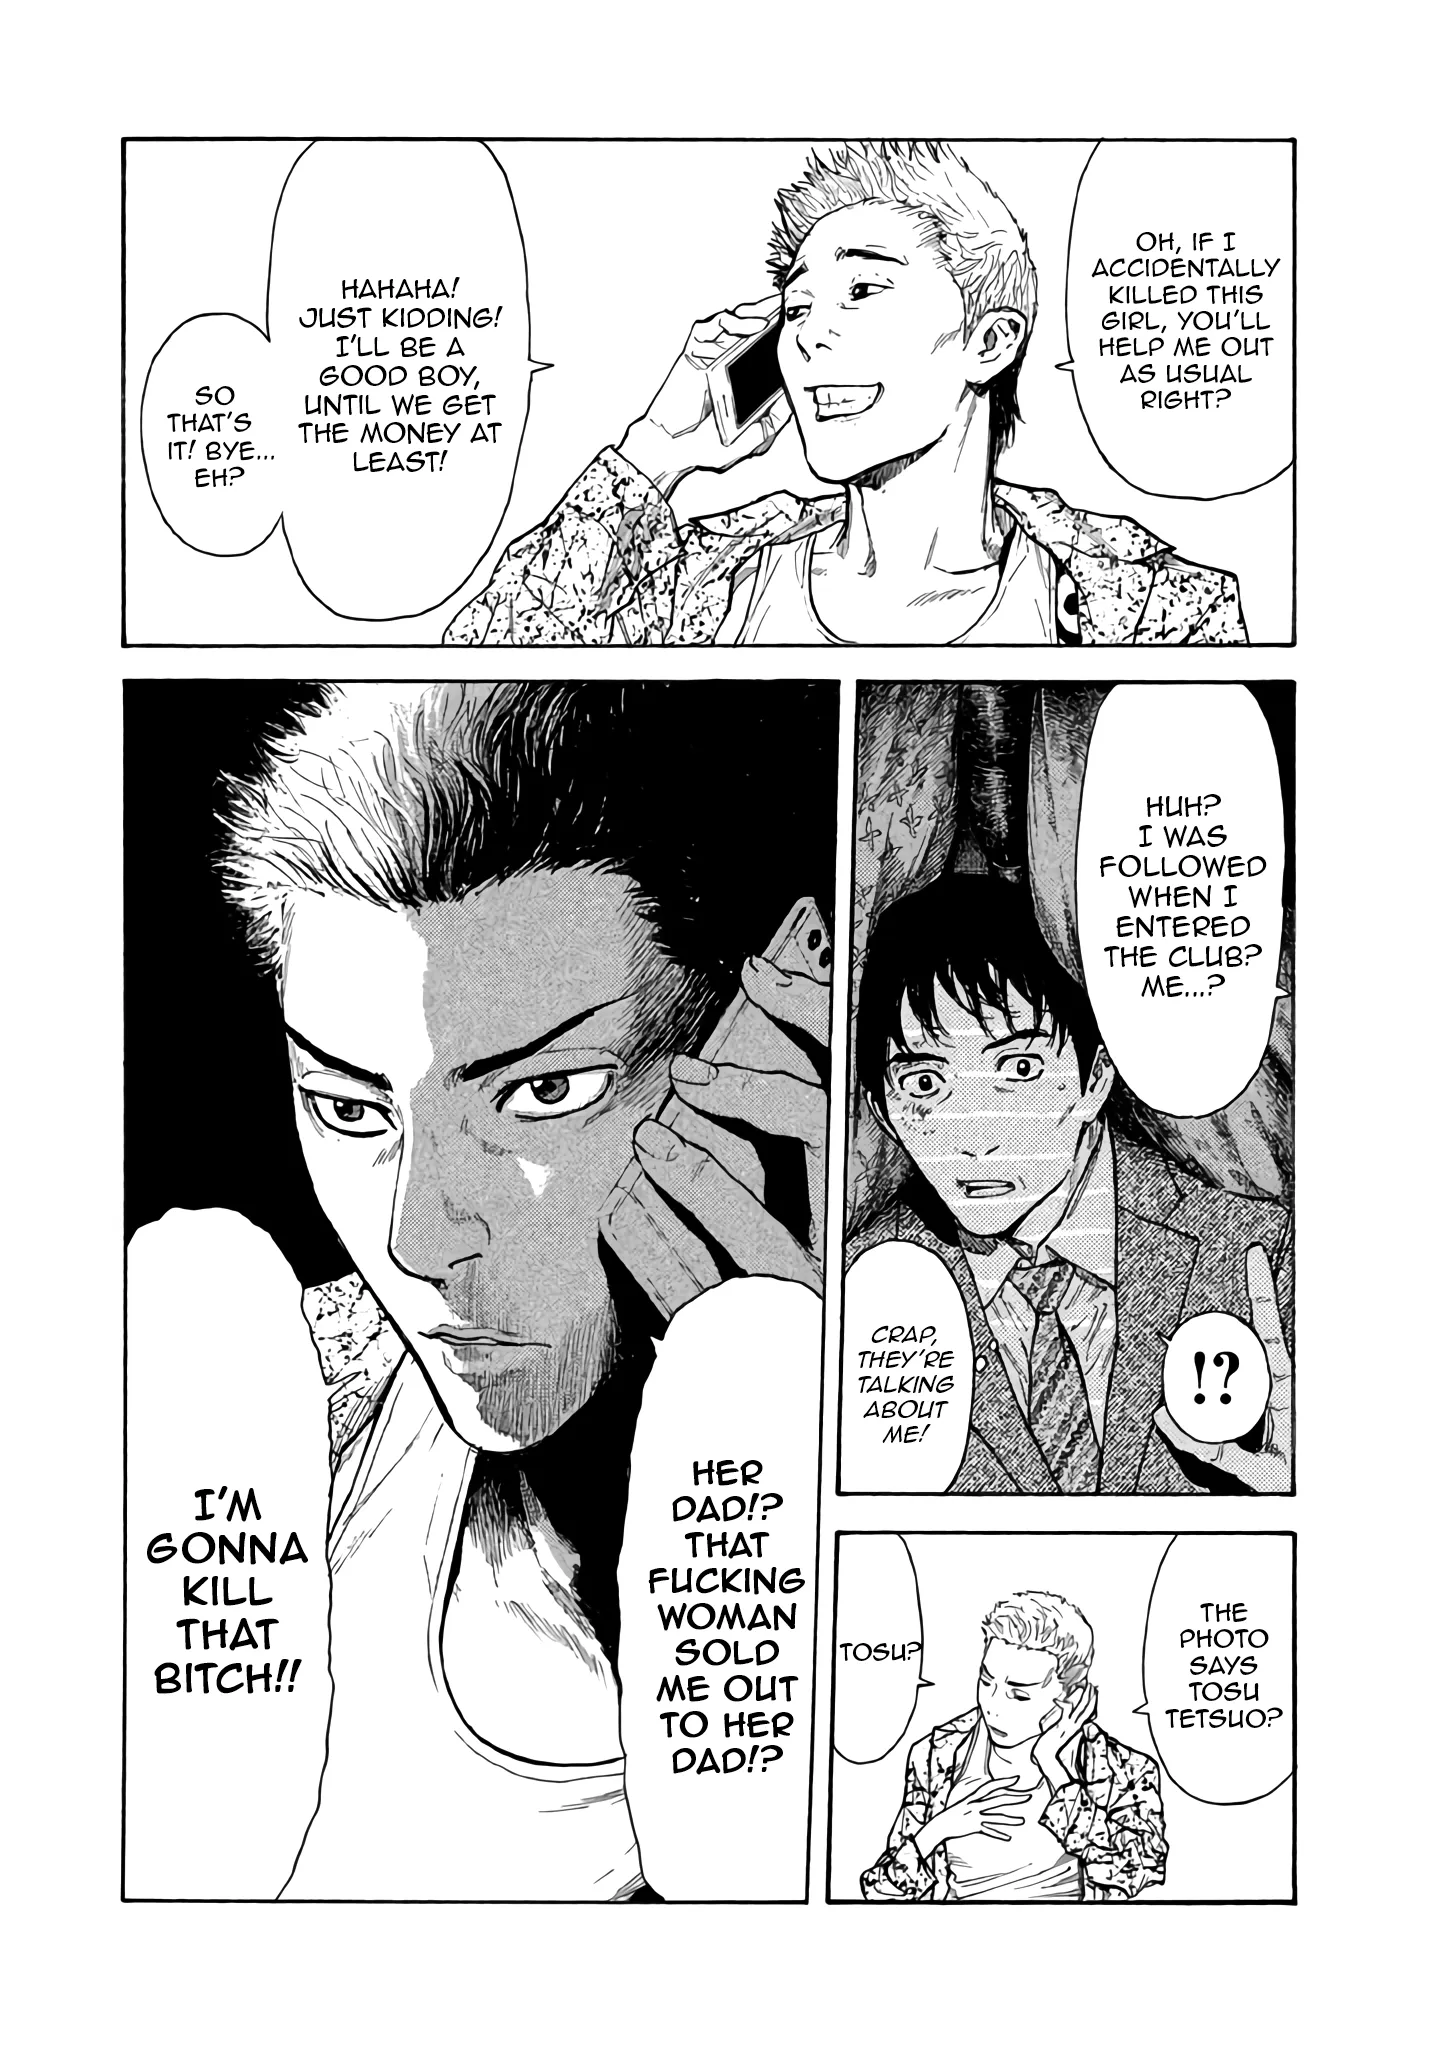 OH, IF I
ACCIDENTALLY
KILLED THIS
GIRL, YOU'LL
HELP ME OUT
AS USUAL
RIGHT?
HAHAHA!
JUST KIDDING!
I'LL BE A
GOOD BOY,
UNTIL WE GET
THE MONEY AT
LEAST!
SO
THAT'S
IT! BYE...
EH?
HUH?
I WAS
FOLLOWED
WHEN I
ENTERED
THE CLUB?
ME...?
!?
CRAP,
THEY'RE
TALKING
ABOUT
ME!
THE
PHOTO
SAYS
TOSU
TETSUO?
TOSU?
HER
DAD!?
THAT
FUCKING
WOMAN
SOLD
ME OUT
TO HER
DAD!?
I'M
GONNA
KILL
THAT
BITCH!!